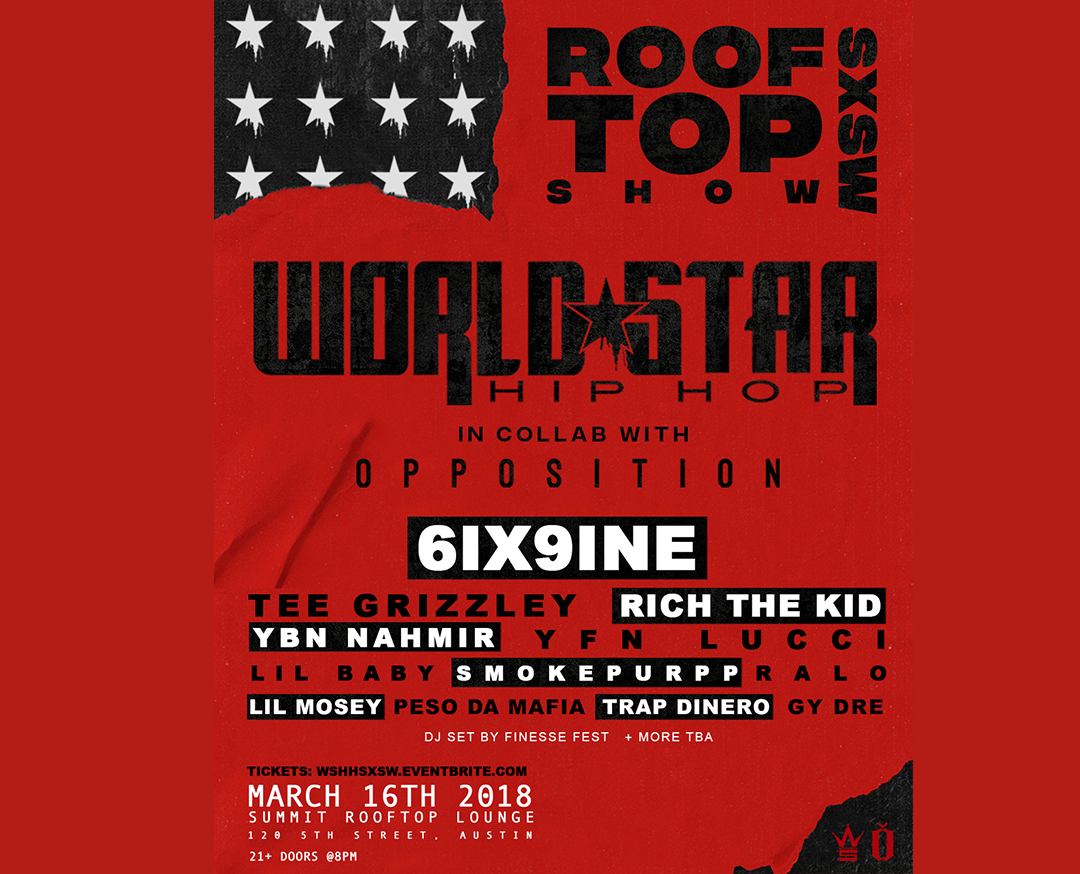 ROOF
TOP
SHOW
SXSW
WORLD STAR
HIP HOP
IN COLLAB WITH
OPPOSITION
6IX9INE
TEE GRIZZLEY RICH THE KID
YBN NAHMIR YFN LUCCI
LIL BABY SMOKEPURPP RALO
LIL MOSEY PESO DA MAFIA TRAP DINERO GY DRE
DJ SET BY FINESSE FEST + MORE TBA
TICKETS: WSHHSXSW.EVENTBRITE.COM
MARCH 16TH 2018
SUMMIT ROOFTOP LOUNGE
120 5TH STREET, AUSTIN
21+ DOORS @8PM